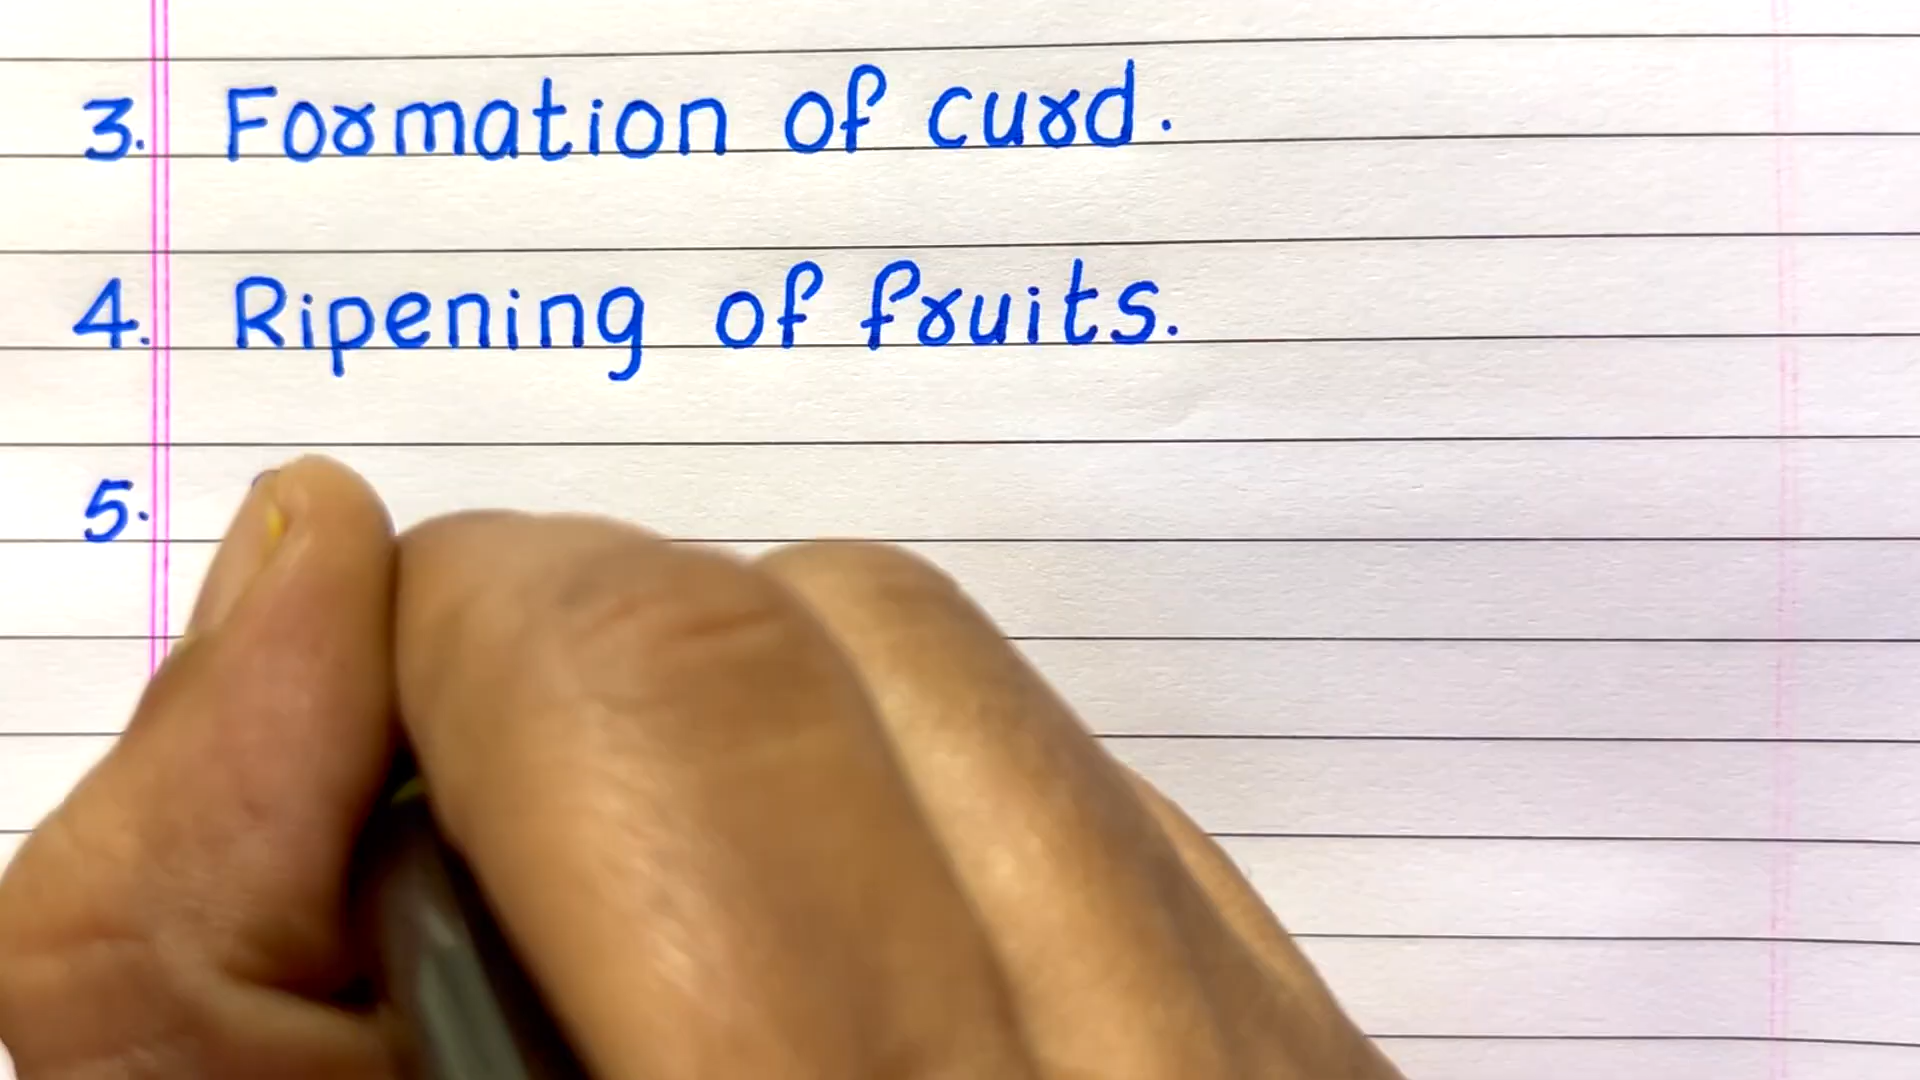 3. Formation of curd.
4. Ripening of fruits.
5.